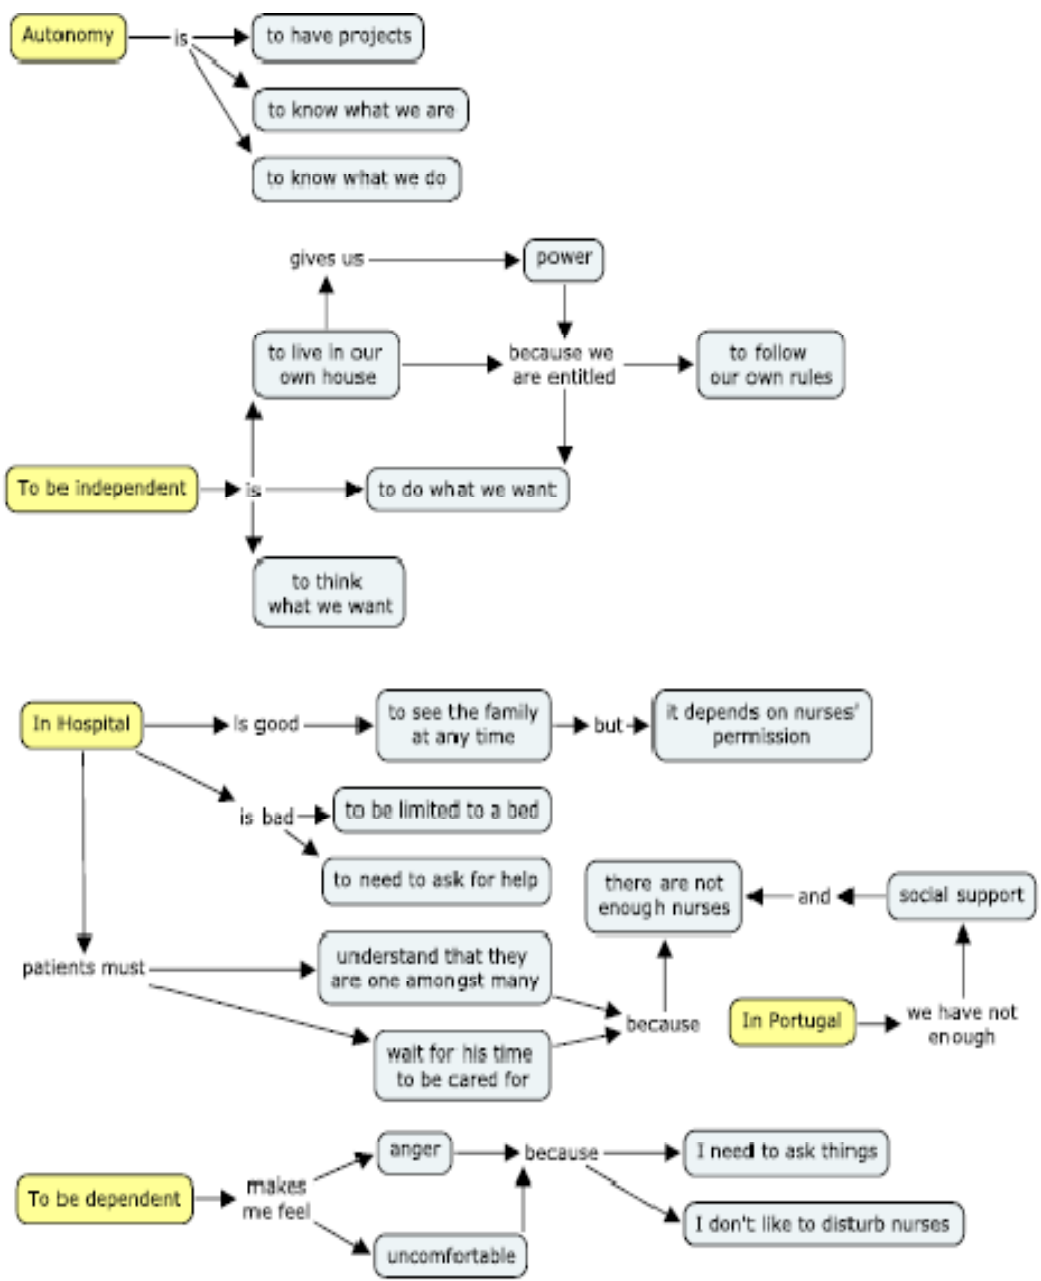 Autonomy
is
to have projects
to know what we are
to know what we do
gives us
power
to live in our
own house
because we
are entitled
to follow
our own rules
To be independent
is
to do what we want
to think
what we want
In Hospital
Is good
to see the family
at any time
but
it depends on nurses'
permission
is bad
to be limited to a bed
to need to ask for help
there are not
enough nurses
and
social support
patients must
understand that they
are one amongst many
because
In Portugal
we have not
enough
wait for his time
to be cared for
anger
because
I need to ask things
To be dependent
makes
me feel
I don't like to disturb nurses
uncomfortable